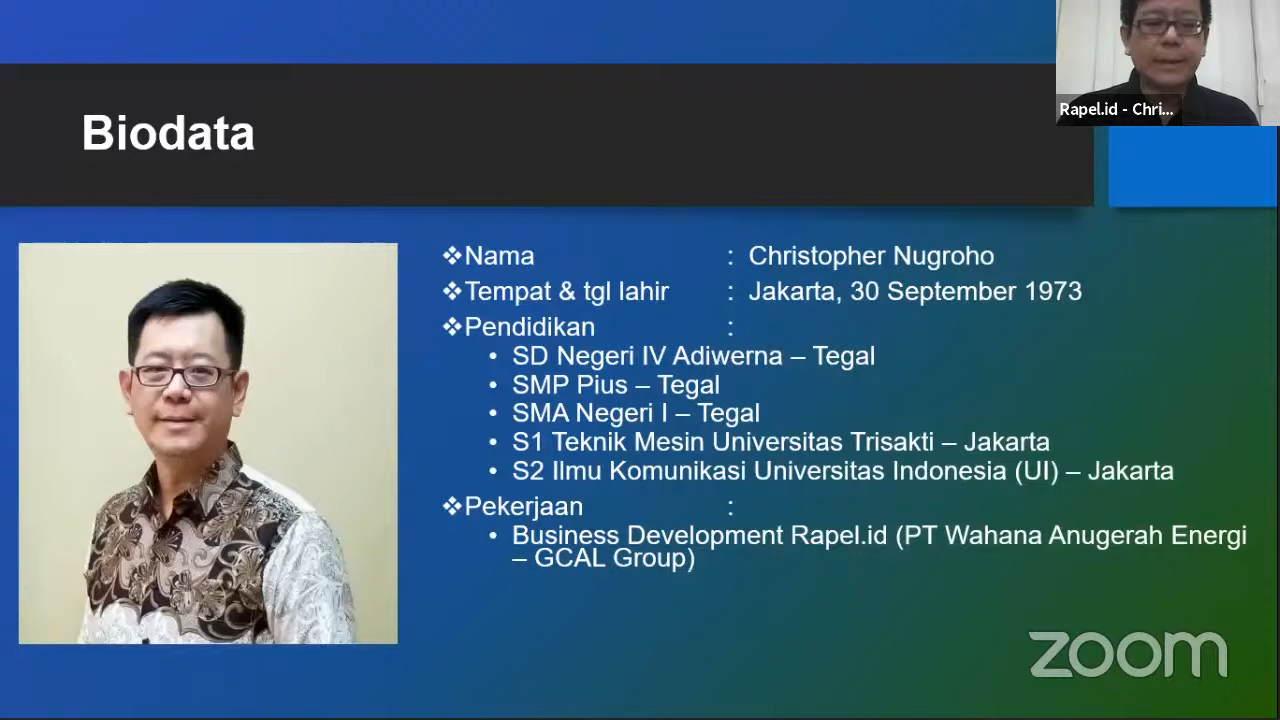 Rapel.id - Chri...
Biodata
❖Nama : Christopher Nugroho
❖Tempat & tgl lahir : Jakarta, 30 September 1973
❖Pendidikan :
• SD Negeri IV Adiwerna – Tegal
• SMP Pius – Tegal
• SMA Negeri I – Tegal
• S1 Teknik Mesin Universitas Trisakti – Jakarta
• S2 Ilmu Komunikasi Universitas Indonesia (UI) – Jakarta
❖Pekerjaan :
• Business Development Rapel.id (PT Wahana Anugerah Energi
– GCAL Group)
zoom